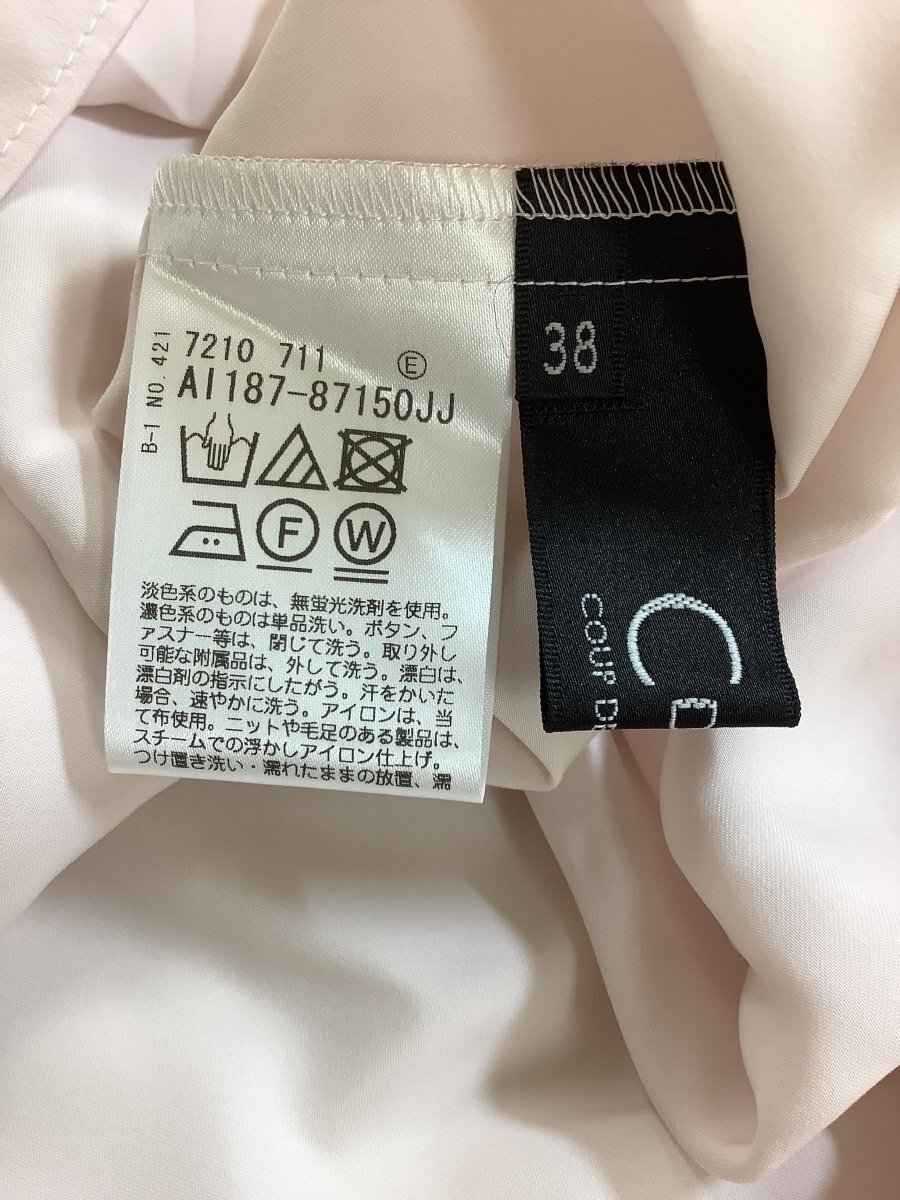 7210 711 Ⓔ
AI187-87150JJ
B-1 NO.421
F W
淡色系のものは、無蛍光洗剤を使用。
濃色系のものは単品洗い。ボタン、フ
ァスナー等は、閉じて洗う。取り外し
可能な附属品は、外して洗う。漂白は、
漂白剤の指示にしたがう。汗をかいた
場合、速やかに洗う。アイロンは、当
て布使用。ニットや毛足のある製品は、
スチームでの浮かしアイロン仕上げ。
つけ置き洗い・濡れたままの放置、濡
38
C
COUP